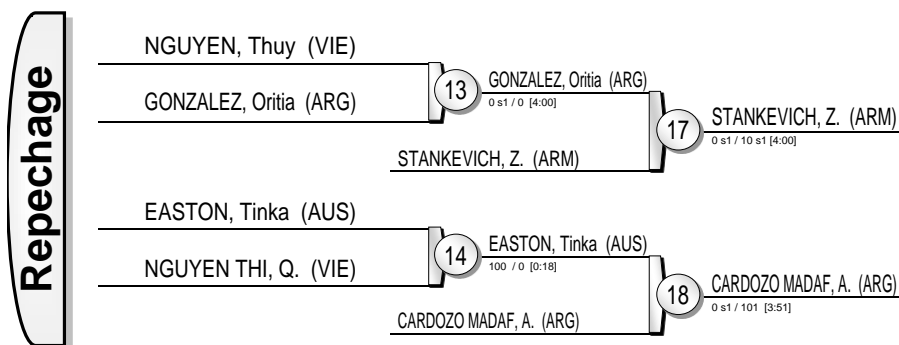 Repechage
NGUYEN, Thuy (VIE)
GONZALEZ, Oritia (ARG)
13
GONZALEZ, Oritia (ARG)
0 s1 / 0 [4:00]
STANKEVICH, Z. (ARM)
17
STANKEVICH, Z. (ARM)
0 s1 / 10 s1 [4:00]
EASTON, Tinka (AUS)
NGUYEN THI, Q. (VIE)
14
EASTON, Tinka (AUS)
100 / 0 [0:18]
CARDOZO MADAF, A. (ARG)
18
CARDOZO MADAF, A. (ARG)
0 s1 / 101 [3:51]